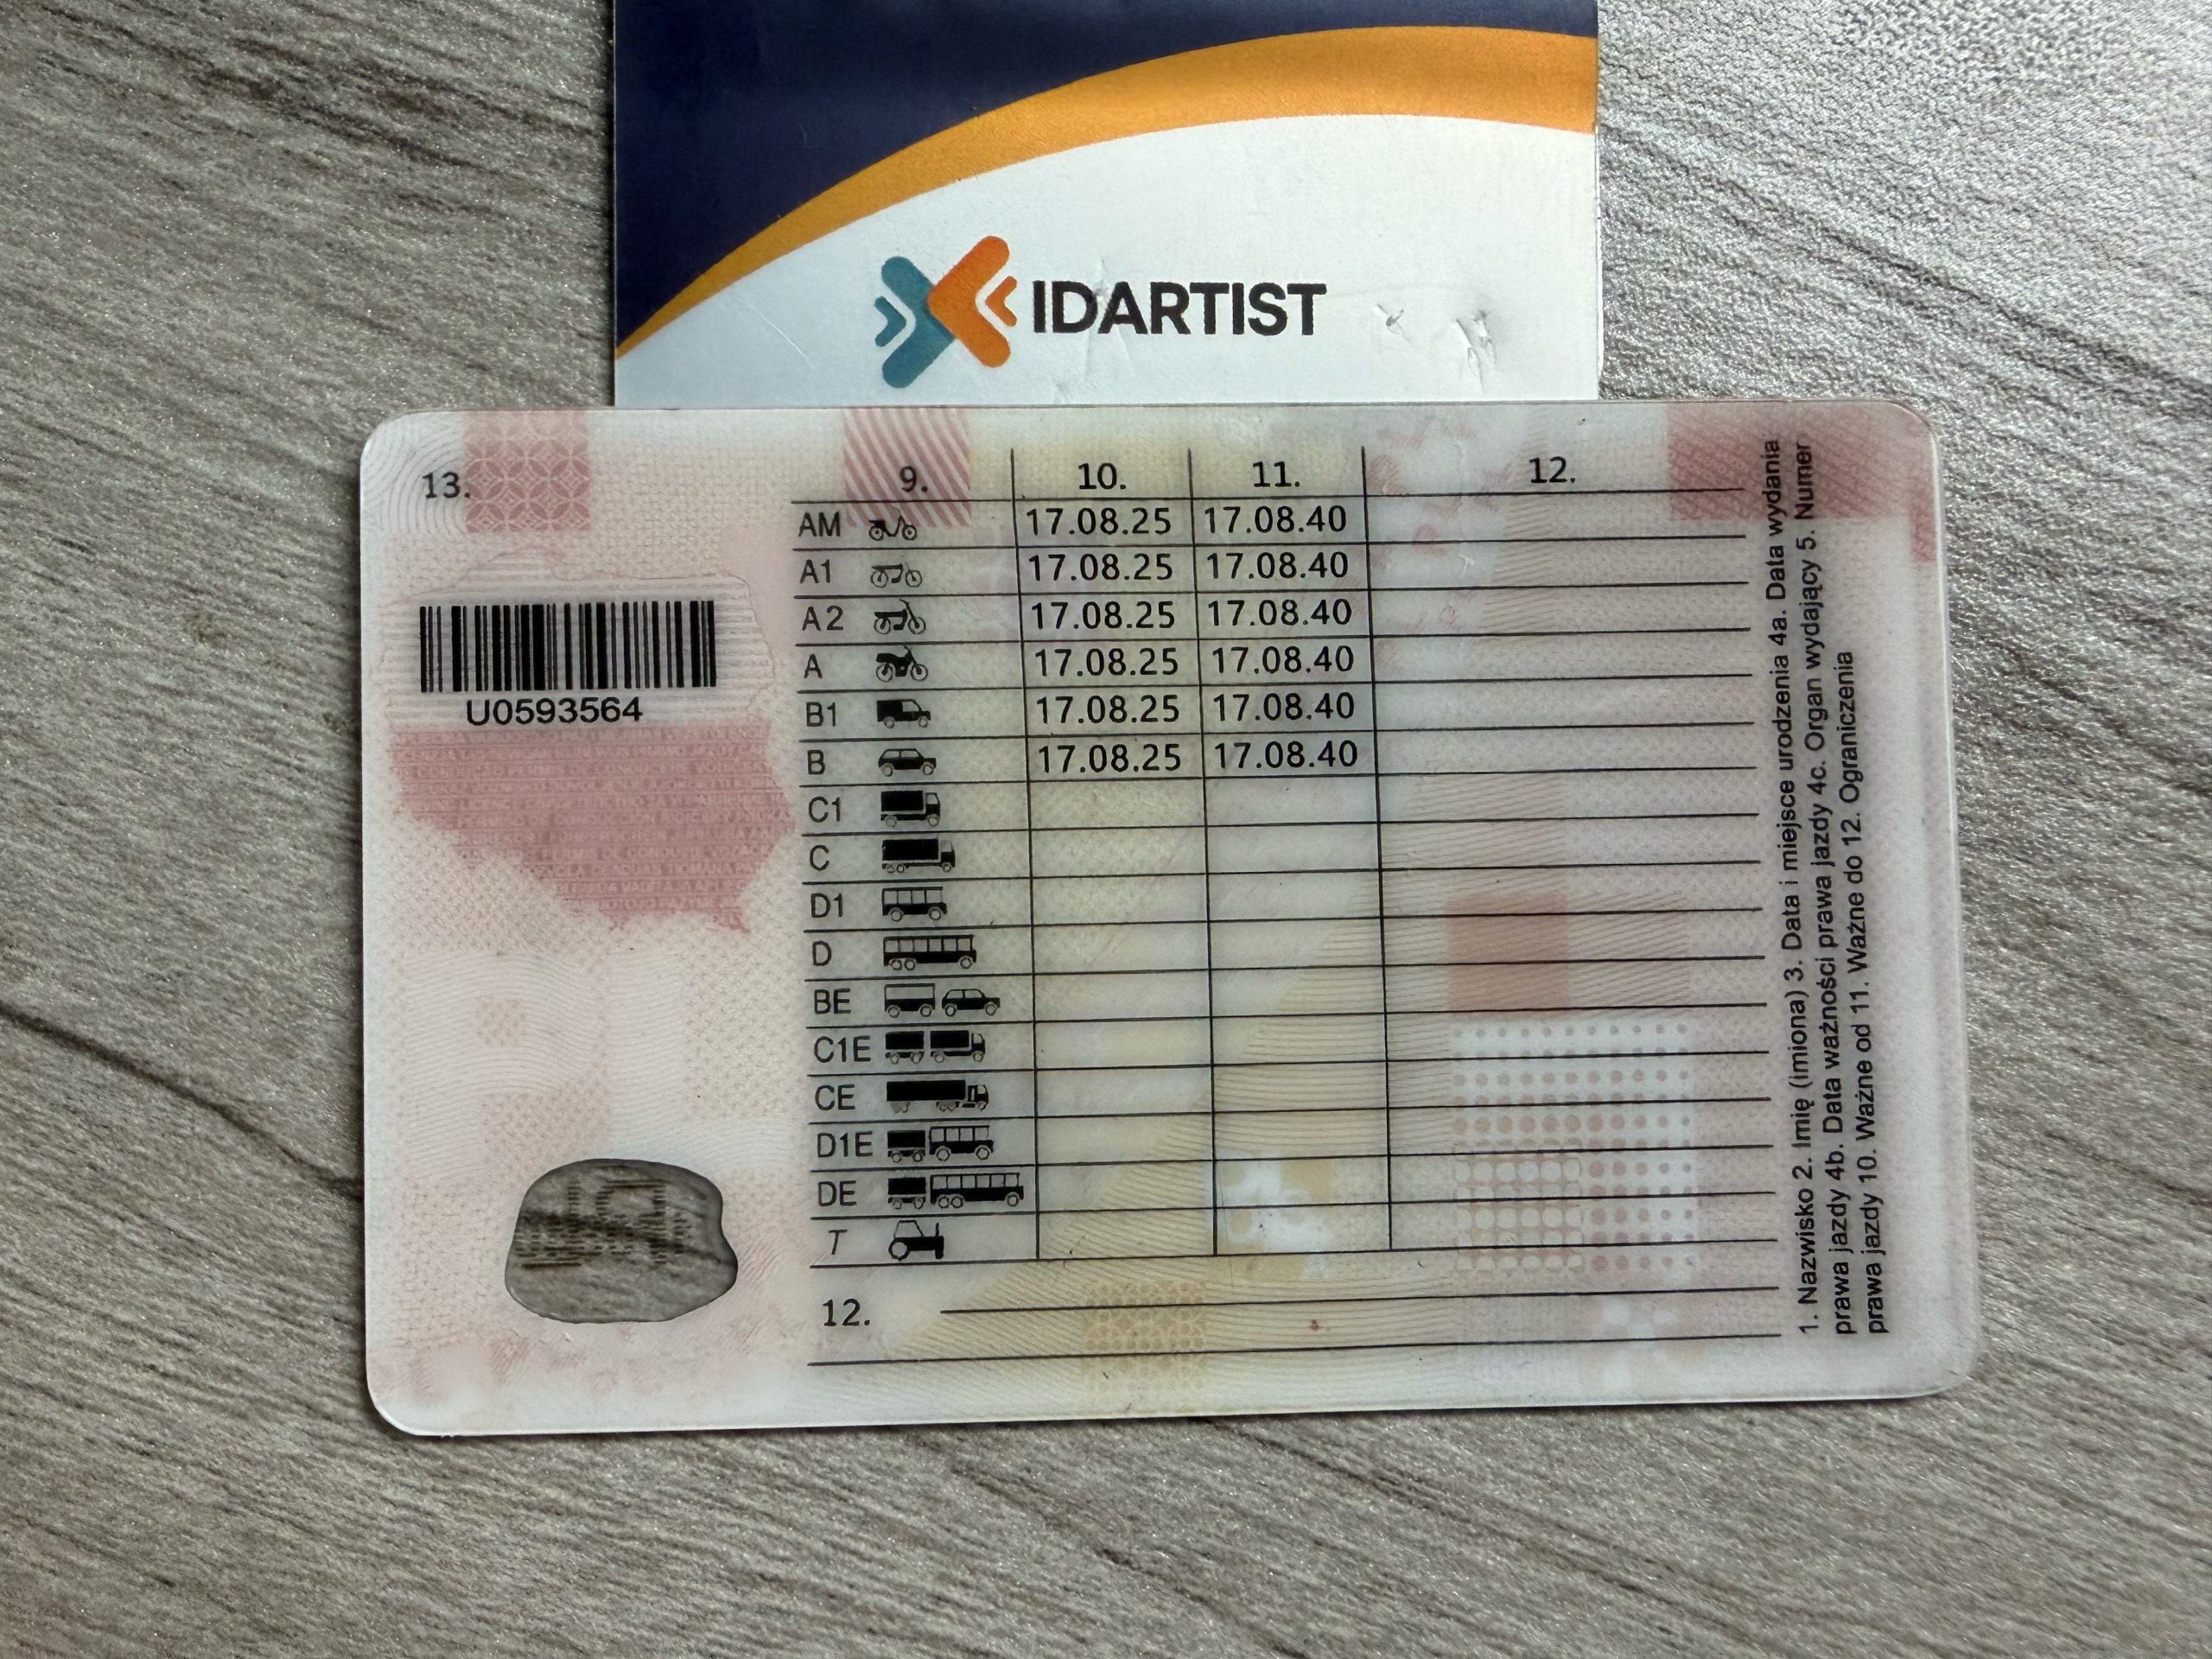 IDARTIST
13.
9. 10. 11. 12.
AM 17.08.25 17.08.40
A1 17.08.25 17.08.40
A2 17.08.25 17.08.40
A 17.08.25 17.08.40
B1 17.08.25 17.08.40
B 17.08.25 17.08.40
C1
C
D1
D
BE
C1E
CE
D1E
DE
T
12.
U0593564
1. Nazwisko 2. Imię (imiona) 3. Data i miejsce urodzenia 4a. Data wydania
prawa jazdy 4b. Data ważności prawa jazdy 4c. Organ wydający 5. Numer
prawa jazdy 10. Ważne od 11. Ważne do 12. Ograniczenia